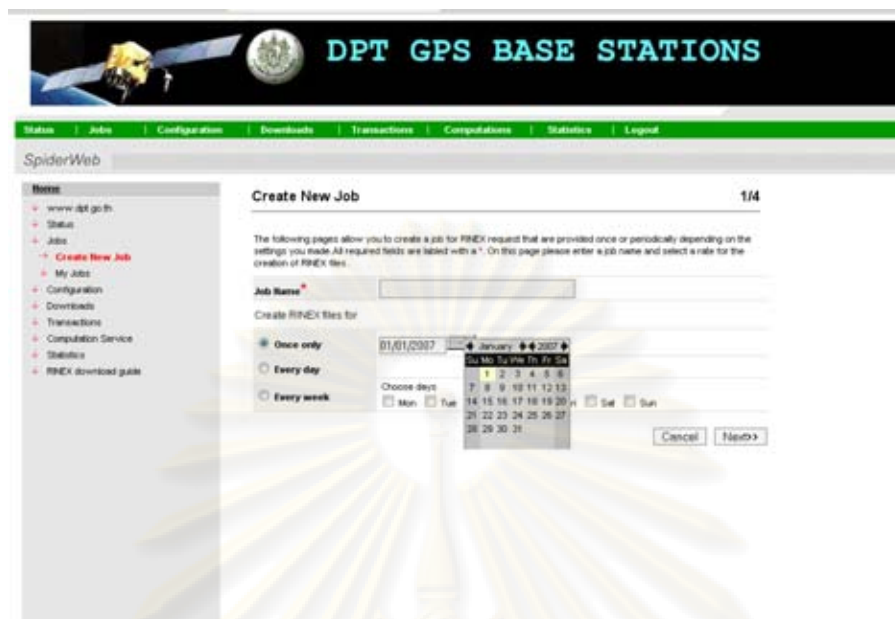 DPT GPS BASE STATIONS
Status | Jobs | Configuration | Downloads | Transactions | Computations | Statistics | Logout
SpiderWeb
Home
www.dpt.go.th
Status
Jobs
Create New Job
My Jobs
Configuration
Downloads
Transactions
Computation Service
Statistics
RINEX download guide
Create New Job 1/4
The following pages allow you to create a job for RINEX request that are provided once or periodically depending on the
settings you made.All required fields are labled with a *. On this page please enter a job name and select a rate for the
creation of RINEX files.
Job Name*
Create RINEX files for
Once only 01/01/2007
January 2007
Su Mo Tu We Th Fr Sa
1 2 3 4 5 6
7 8 9 10 11 12 13
14 15 16 17 18 19 20
21 22 23 24 25 26 27
28 29 30 31
Every day
Every week
Choose days
Mon Tue Sat Sun
Cancel Next>>